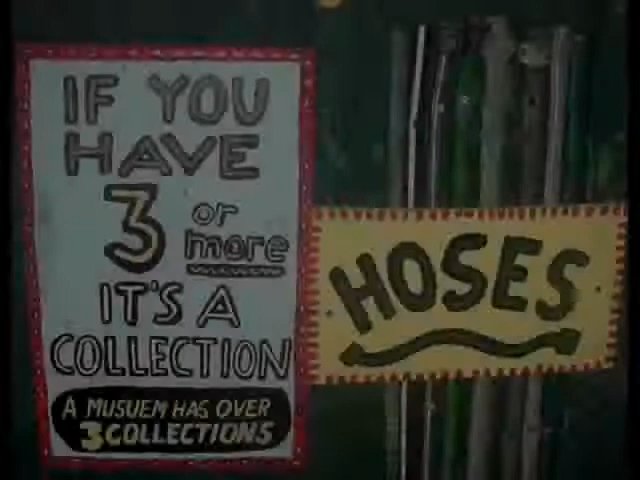 IF YOU
HAVE
3 or
more
IT'S A
COLLECTION
A MUSUEM HAS OVER
3 COLLECTIONS
HOSES